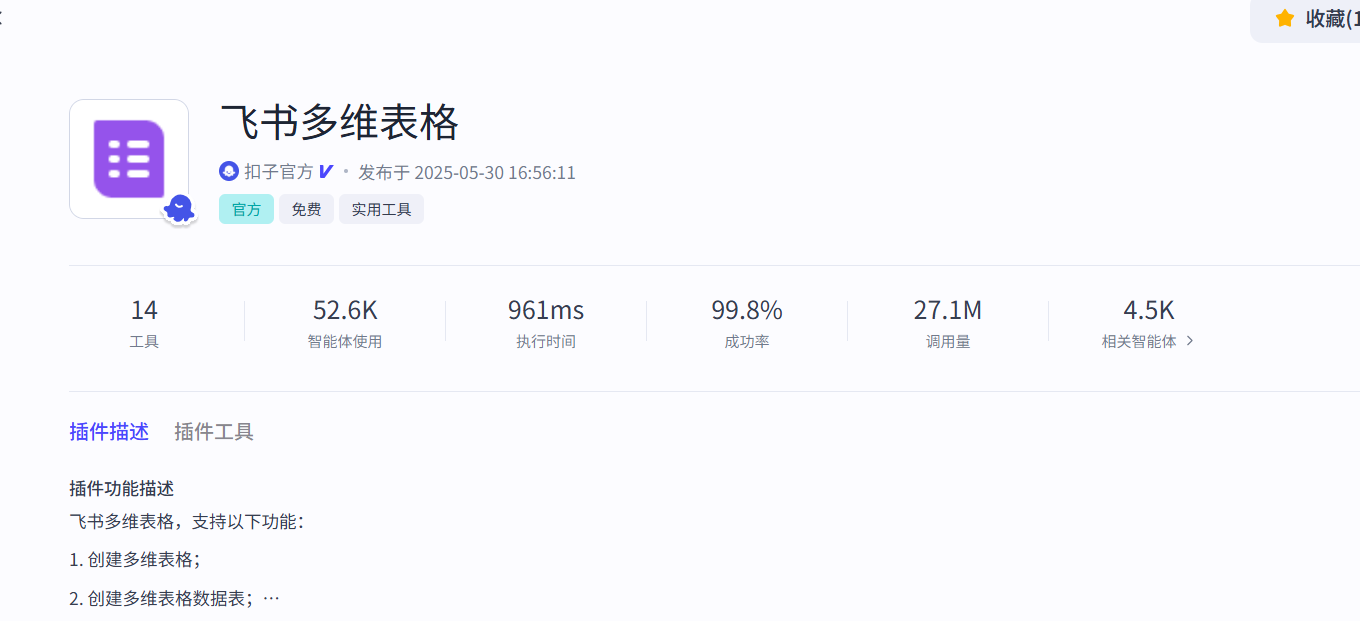 收藏(1
飞书多维表格
扣子官方 · 发布于 2025-05-30 16:56:11
官方 免费 实用工具
14 52.6K 961ms 99.8% 27.1M 4.5K
工具 智能体使用 执行时间 成功率 调用量 相关智能体
插件描述 插件工具
插件功能描述
飞书多维表格，支持以下功能：
1. 创建多维表格；
2. 创建多维表格数据表；…